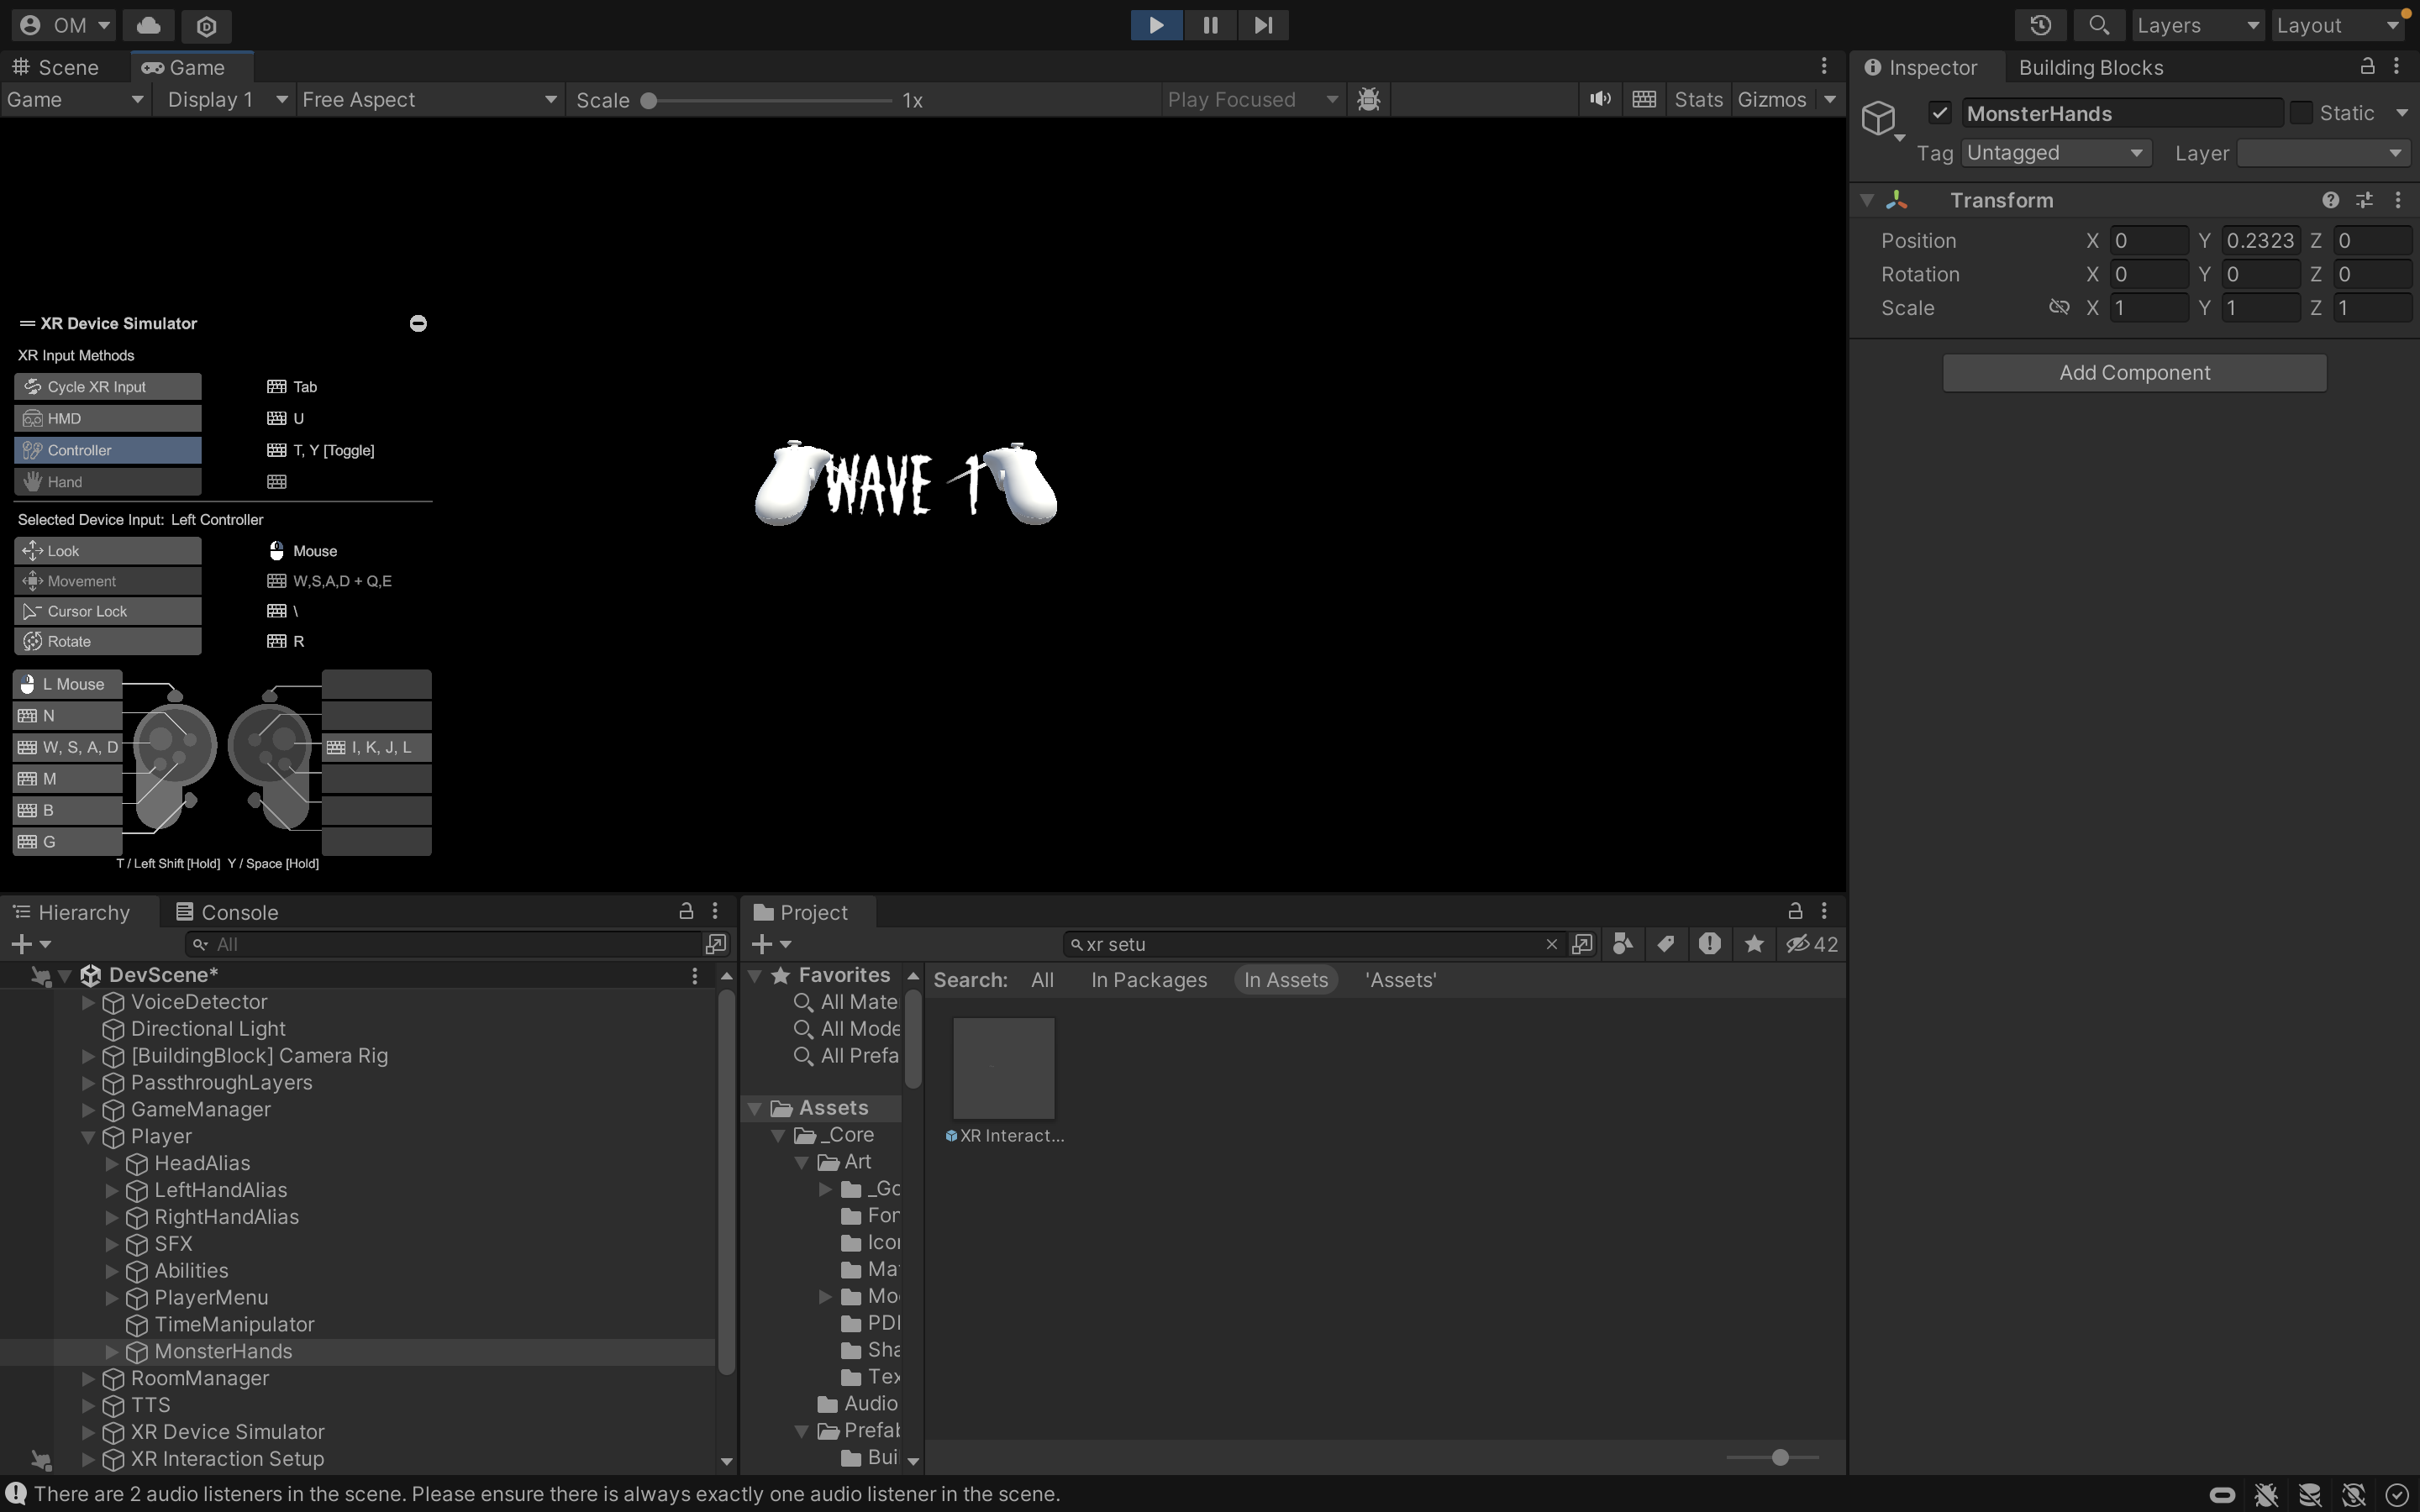 OM
Layers
Layout
Scene
Game
Game
Display 1
Free Aspect
Scale
1x
Play Focused
Stats
Gizmos
XR Device Simulator
XR Input Methods
Cycle XR Input
Tab
HMD
U
Controller
T, Y [Toggle]
Hand
Selected Device Input: Left Controller
Look
Mouse
Movement
W,S,A,D + Q,E
Cursor Lock
\
Rotate
R
L Mouse
N
W, S, A, D
I, K, J, L
M
B
G
T / Left Shift [Hold] Y / Space [Hold]
WAVE 1
Inspector
Building Blocks
MonsterHands
Static
Tag
Untagged
Layer
Transform
Position X 0 Y 0.2323 Z 0
Rotation X 0 Y 0 Z 0
Scale X 1 Y 1 Z 1
Add Component
Hierarchy
Console
All
DevScene*
VoiceDetector
Directional Light
[BuildingBlock] Camera Rig
PassthroughLayers
GameManager
Player
HeadAlias
LeftHandAlias
RightHandAlias
SFX
Abilities
PlayerMenu
TimeManipulator
MonsterHands
RoomManager
TTS
XR Device Simulator
XR Interaction Setup
Project
xr setu
42
Favorites
All Mate
All Mode
All Prefa
Assets
_Core
Art
_Go
For
Ico
Ma
Mo
PD
Sha
Tex
Audio
Prefab
Bui
Search: All In Packages In Assets 'Assets'
XR Interact...
There are 2 audio listeners in the scene. Please ensure there is always exactly one audio listener in the scene.